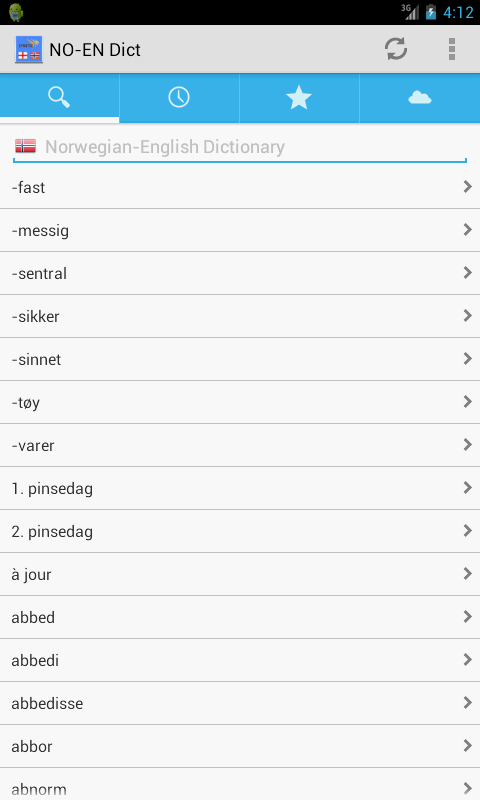 3G 4:12
NO-EN Dict
Norwegian-English Dictionary
-fast
-messig
-sentral
-sikker
-sinnet
-tøy
-varer
1. pinsedag
2. pinsedag
à jour
abbed
abbedi
abbedisse
abbor
abnorm